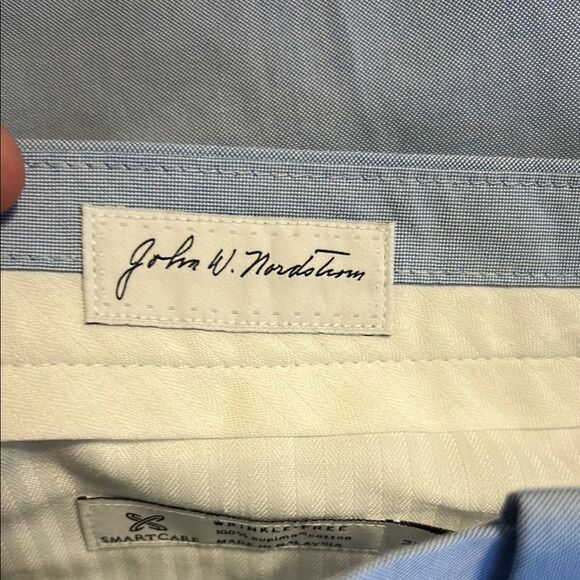 John W. Nordstrom
WRINKLE-FREE
100% supima® cotton
MADE IN MALAYSIA
SMARTCARE